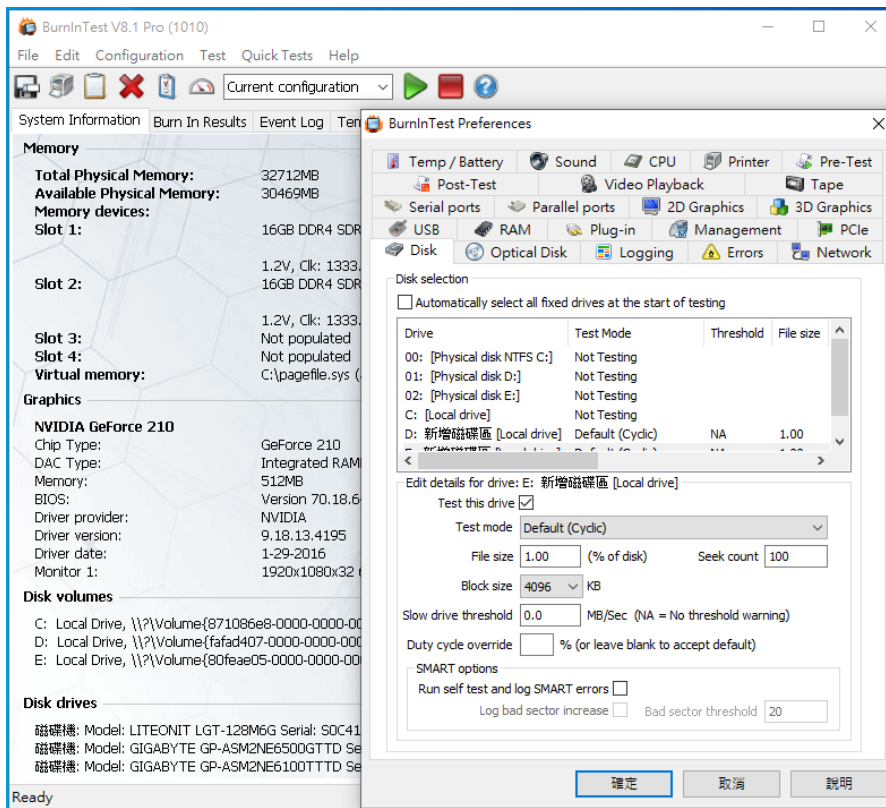 BurnInTest V8.1 Pro (1010)
File Edit Configuration Test Quick Tests Help
Current configuration
System Information Burn In Results Event Log Ten
Memory
Total Physical Memory: 32712MB
Available Physical Memory: 30469MB
Memory devices:
Slot 1: 16GB DDR4 SDR
1.2V, Clk: 1333.
Slot 2: 16GB DDR4 SDR
1.2V, Clk: 1333.
Slot 3: Not populated
Slot 4: Not populated
Virtual memory: C:\pagefile.sys (
Graphics
NVIDIA GeForce 210
Chip Type: GeForce 210
DAC Type: Integrated RAM
Memory: 512MB
BIOS: Version 70.18.6
Driver provider: NVIDIA
Driver version: 9.18.13.4195
Driver date: 1-29-2016
Monitor 1: 1920x1080x32
Disk volumes
C: Local Drive, \\?\Volume{871086e8-0000-0000-00
D: Local Drive, \\?\Volume{fafad407-0000-0000-000
E: Local Drive, \\?\Volume{80feae05-0000-0000-00
Disk drives
磁碟機: Model: LITEONIT LGT-128M6G Serial: S0C41
磁碟機: Model: GIGABYTE GP-ASM2NE6500GTTD Se
磁碟機: Model: GIGABYTE GP-ASM2NE6100TTTD Se
Ready
BurnInTest Preferences
Temp / Battery Sound CPU Printer Pre-Test
Post-Test Video Playback Tape
Serial ports Parallel ports 2D Graphics 3D Graphics
USB RAM Plug-in Management PCIe
Disk Optical Disk Logging Errors Network
Disk selection
Automatically select all fixed drives at the start of testing
Drive Test Mode Threshold File size
00: [Physical disk NTFS C:] Not Testing
01: [Physical disk D:] Not Testing
02: [Physical disk E:] Not Testing
C: [Local drive] Not Testing
D: 新增磁碟區 [Local drive] Default (Cyclic) NA 1.00
Edit details for drive: E: 新增磁碟區 [Local drive]
Test this drive
Test mode Default (Cyclic)
File size 1.00 (% of disk) Seek count 100
Block size 4096 KB
Slow drive threshold 0.0 MB/Sec (NA = No threshold warning)
Duty cycle override % (or leave blank to accept default)
SMART options
Run self test and log SMART errors
Log bad sector increase Bad sector threshold 20
確定 取消 說明